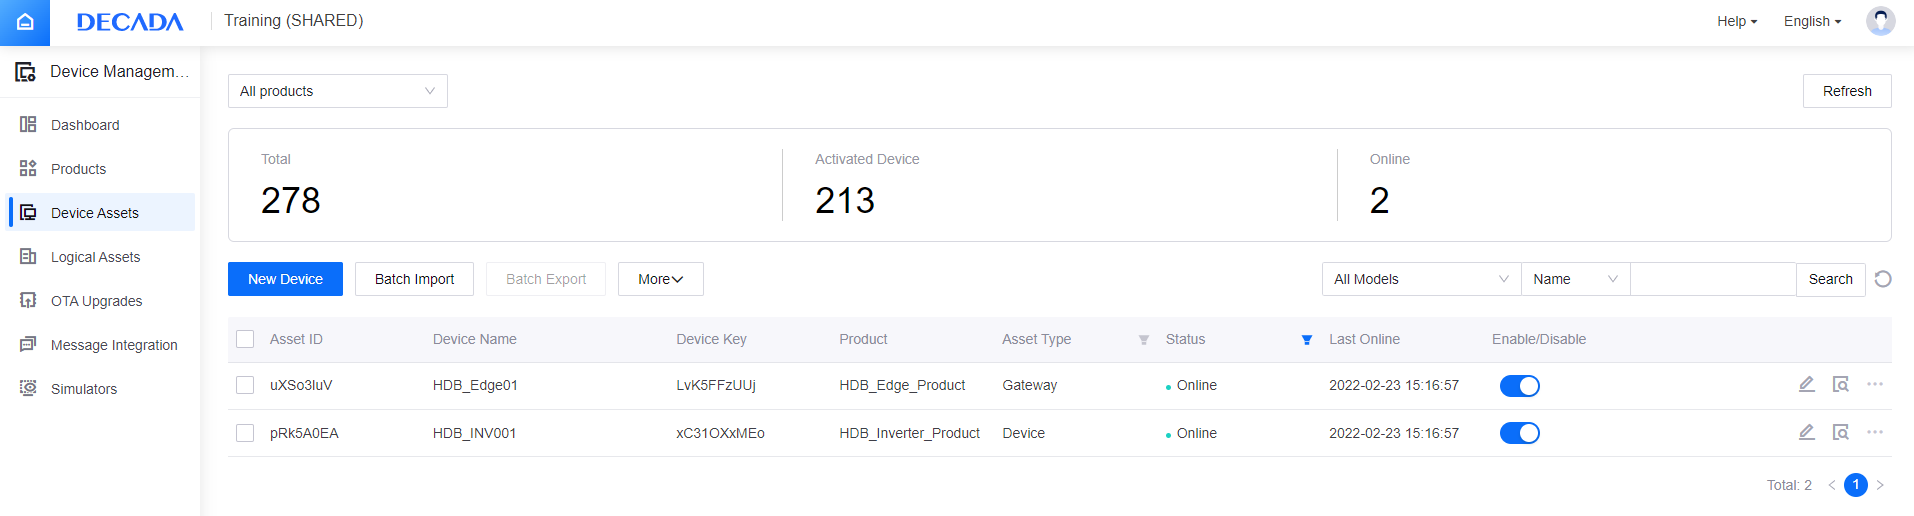 DECADA
Training (SHARED)
Help
English
Device Managem...
Dashboard
Products
Device Assets
Logical Assets
OTA Upgrades
Message Integration
Simulators
All products
Refresh
Total
278
Activated Device
213
Online
2
New Device
Batch Import
Batch Export
More
All Models
Name
Search
Asset ID Device Name Device Key Product Asset Type Status Last Online Enable/Disable
uXSo3luV HDB_Edge01 LvK5FFzUUj HDB_Edge_Product Gateway Online 2022-02-23 15:16:57
pRk5A0EA HDB_INV001 xC31OXxMEo HDB_Inverter_Product Device Online 2022-02-23 15:16:57
Total: 2 < 1 >